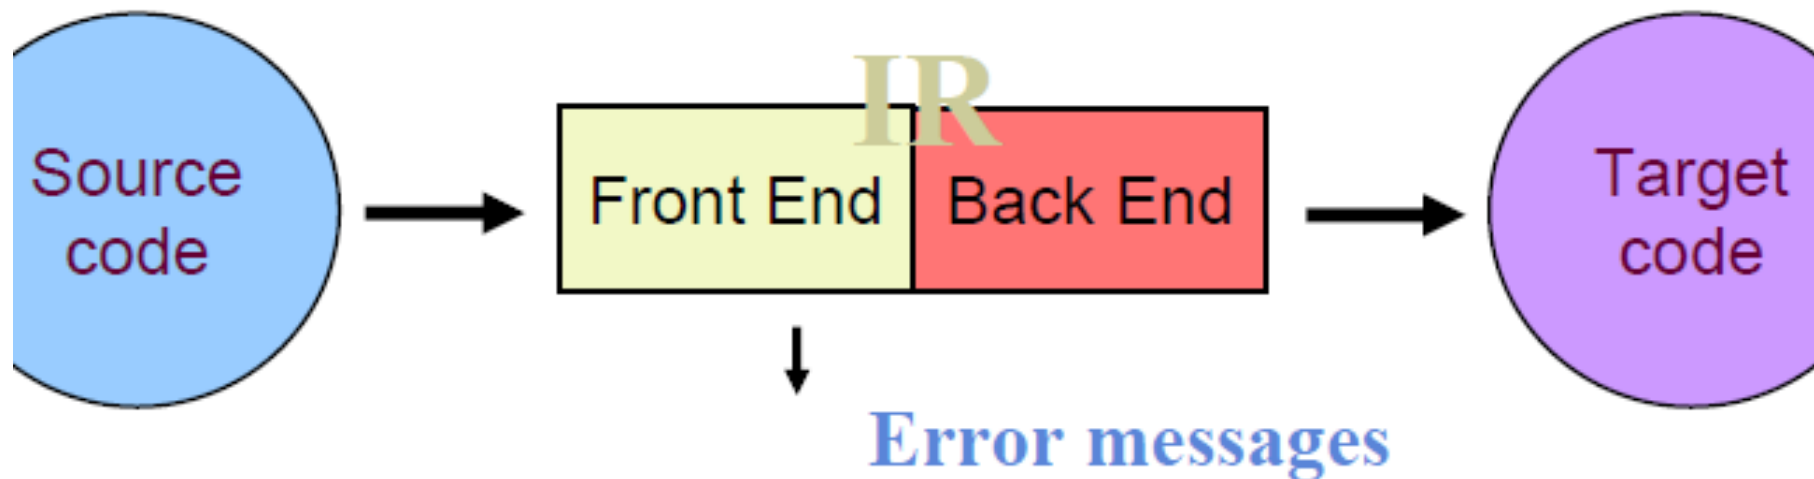 Source
code
IR
Front End
Back End
Target
code
Error messages